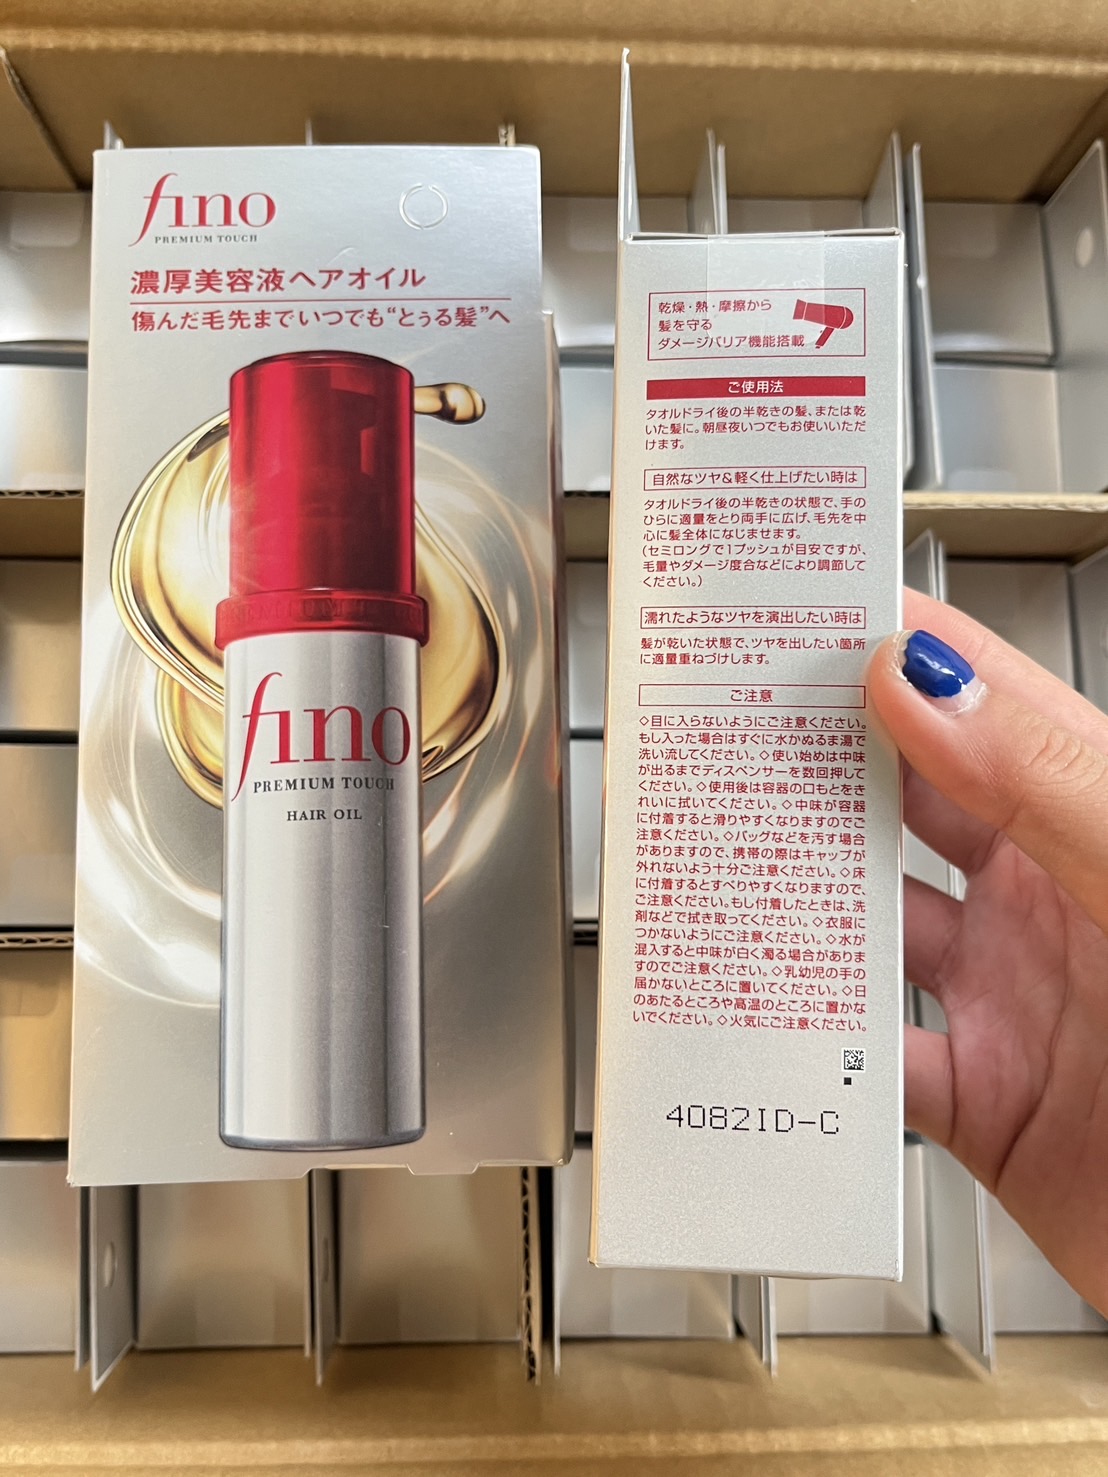 fino
PREMIUM TOUCH
濃厚美容液ヘアオイル
傷んだ毛先までいつでも“とぅる髪”へ
fino
PREMIUM TOUCH
HAIR OIL
乾燥・熱・摩擦から
髪を守る
ダメージバリア機能搭載
ご使用法
タオルドライ後の半乾きの髪、または乾
いた髪に。朝昼夜いつでもお使いいただ
けます。
自然なツヤ&軽く仕上げたい時は
タオルドライ後の半乾きの状態で、手の
ひらに適量をとり両手に広げ、毛先を中
心に髪全体になじませます。
(セミロングで1プッシュが目安ですが、
毛量やダメージ度合などにより調節して
ください。)
濡れたようなツヤを演出したい時は
髪が乾いた状態で、ツヤを出したい箇所
に適量重ねづけします。
ご注意
◇目に入らないようにご注意ください。
もし入った場合はすぐに水かぬるま湯で
洗い流してください。◇使い始めは中味
が出るまでディスペンサーを数回押して
ください。◇使用後は容器の口もとをき
れいに拭いてください。◇中味が容器
に付着すると滑りやすくなりますのでご
注意ください。◇バッグなどを汚す場合
がありますので、携帯の際はキャップが
外れないよう十分ご注意ください。◇床
に付着するとすべりやすくなりますので、
ご注意ください。もし付着したときは、洗
剤などで拭き取ってください。◇衣服に
つかないようにご注意ください。◇水が
混入すると中味が白く濁る場合がありま
すのでご注意ください。◇乳幼児の手の
届かないところに置いてください。◇日
のあたるところや高温のところに置かな
いでください。◇火気にご注意ください。
4082ID-C